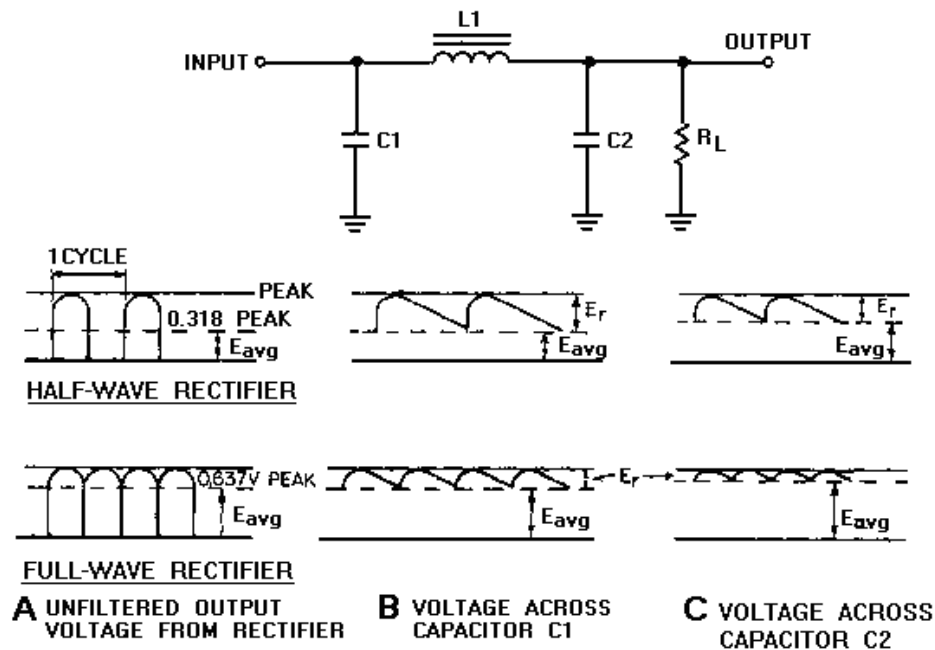 L1
INPUT
OUTPUT
C1
C2
RL
1 CYCLE
PEAK
0.318 PEAK
Eavg
Er
Eavg
Er
Eavg
HALF-WAVE RECTIFIER
0.637V PEAK
Eavg
Er
Eavg
Eavg
FULL-WAVE RECTIFIER
A UNFILTERED OUTPUT
VOLTAGE FROM RECTIFIER
B VOLTAGE ACROSS
CAPACITOR C1
C VOLTAGE ACROSS
CAPACITOR C2